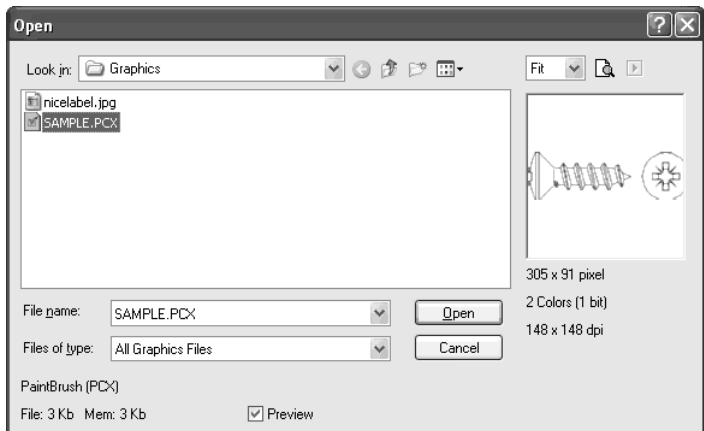 Open
Look in: Graphics
Fit
nicelabel.jpg
SAMPLE.PCX
305 x 91 pixel
2 Colors (1 bit)
148 x 148 dpi
File name: SAMPLE.PCX
Open
Files of type: All Graphics Files
Cancel
PaintBrush (PCX)
File: 3 Kb Mem: 3 Kb
Preview